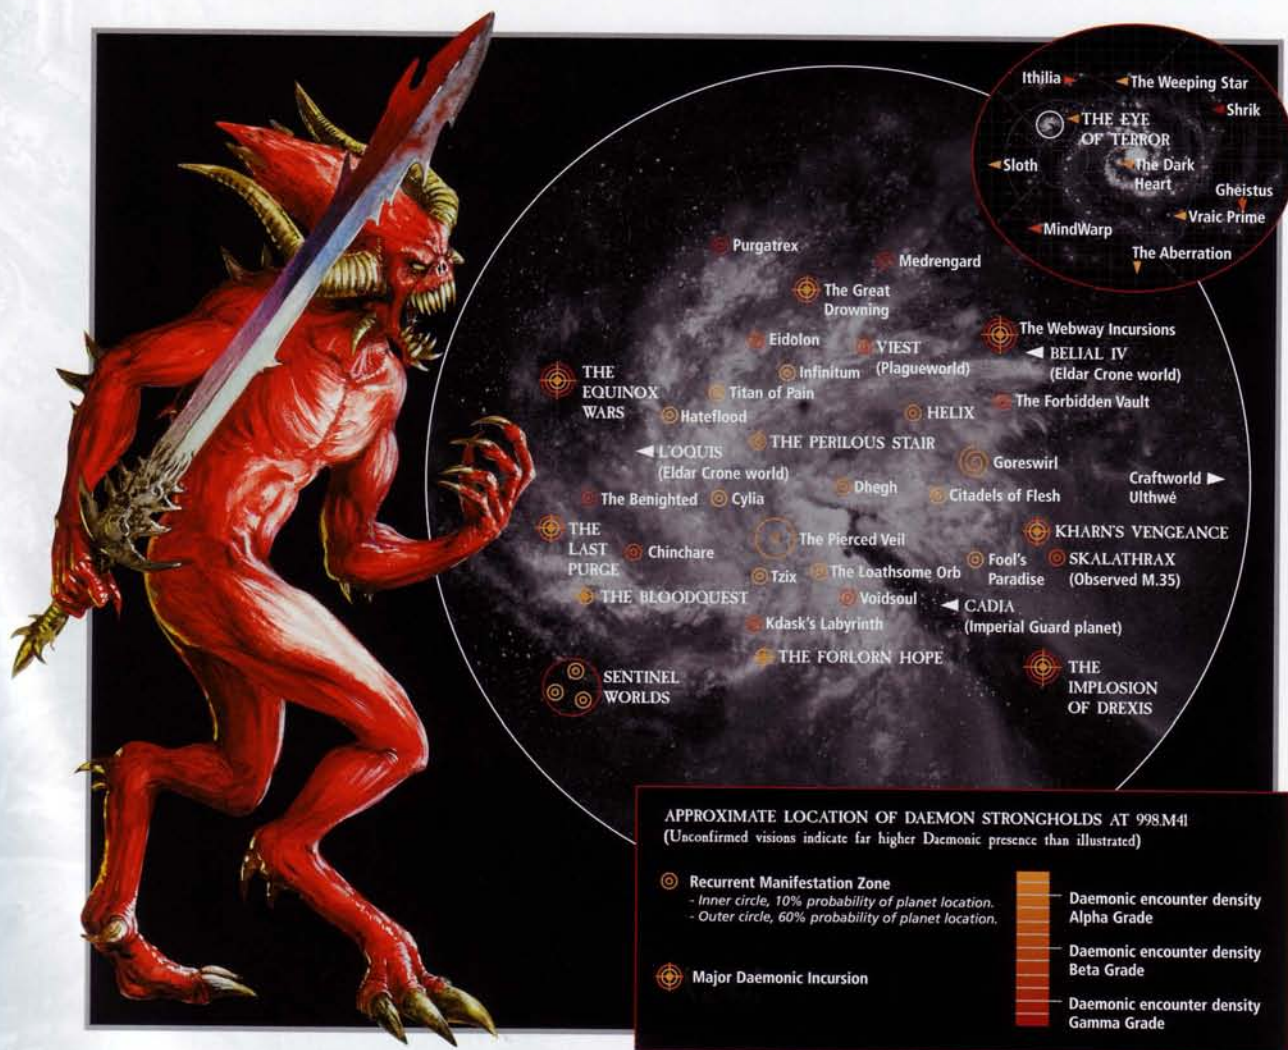 Ithilia
The Weeping Star
Shrik
THE EYE
OF TERROR
Sloth
The Dark
Heart
Gheistus
Vraic Prime
MindWarp
The Aberration
Purgatrex
Medrengard
The Great
Drowning
The Webway Incursions
Eidolon
VIEST
(Plagueworld)
BELIAL IV
(Eldar Crone world)
THE
EQUINOX
WARS
Infinitum
Titan of Pain
The Forbidden Vault
Hateflood
HELIX
THE PERILOUS STAIR
L'OQUIS
(Eldar Crone world)
Goreswirl
Craftworld
Ulthwé
The Benighted
Cylia
Dhegh
Citadels of Flesh
THE
LAST
PURGE
Chinchare
The Pierced Veil
KHARN'S VENGEANCE
SKALATHRAX
(Observed M.35)
Fool's
Paradise
Tzix
The Loathsome Orb
THE BLOODQUEST
Voidsoul
CADIA
(Imperial Guard planet)
Kdask's Labyrinth
THE FORLORN HOPE
SENTINEL
WORLDS
THE
IMPLOSION
OF DREXIS
APPROXIMATE LOCATION OF DAEMON STRONGHOLDS AT 998.M41
(Unconfirmed visions indicate far higher Daemonic presence than illustrated)
Recurrent Manifestation Zone
- Inner circle, 10% probability of planet location.
- Outer circle, 60% probability of planet location.
Major Daemonic Incursion
Daemonic encounter density
Alpha Grade
Daemonic encounter density
Beta Grade
Daemonic encounter density
Gamma Grade